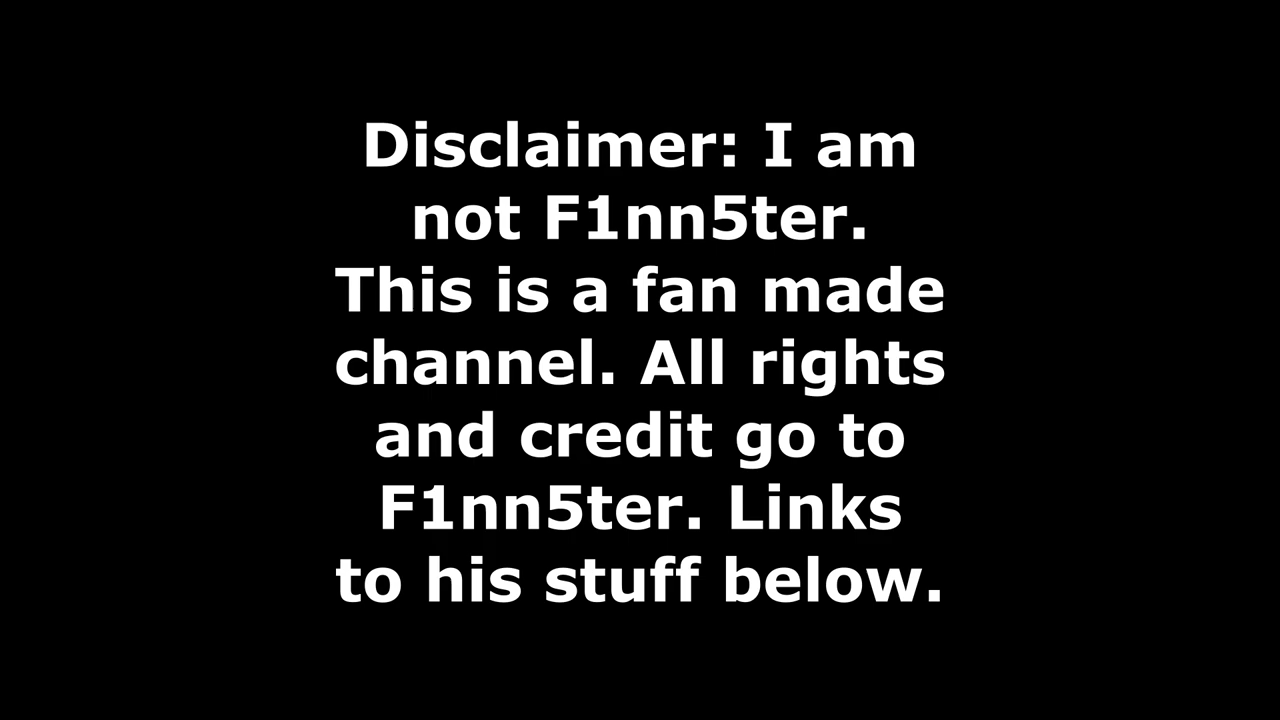 Disclaimer: I am
not F1nn5ter.
This is a fan made
channel. All rights
and credit go to
F1nn5ter. Links
to his stuff below.